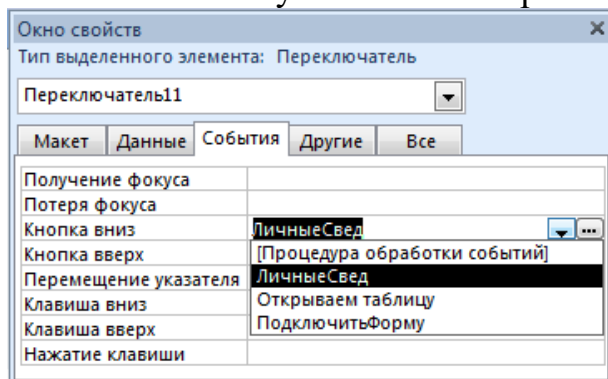 Окно свойств
Тип выделенного элемента: Переключатель
Переключатель11
Макет Данные События Другие Все
Получение фокуса
Потеря фокуса
Кнопка вниз ЛичныеСвед
Кнопка вверх [Процедура обработки событий]
Перемещение указателя ЛичныеСвед
Клавиша вниз Открываем таблицу
Клавиша вверх ПодключитьФорму
Нажатие клавиши